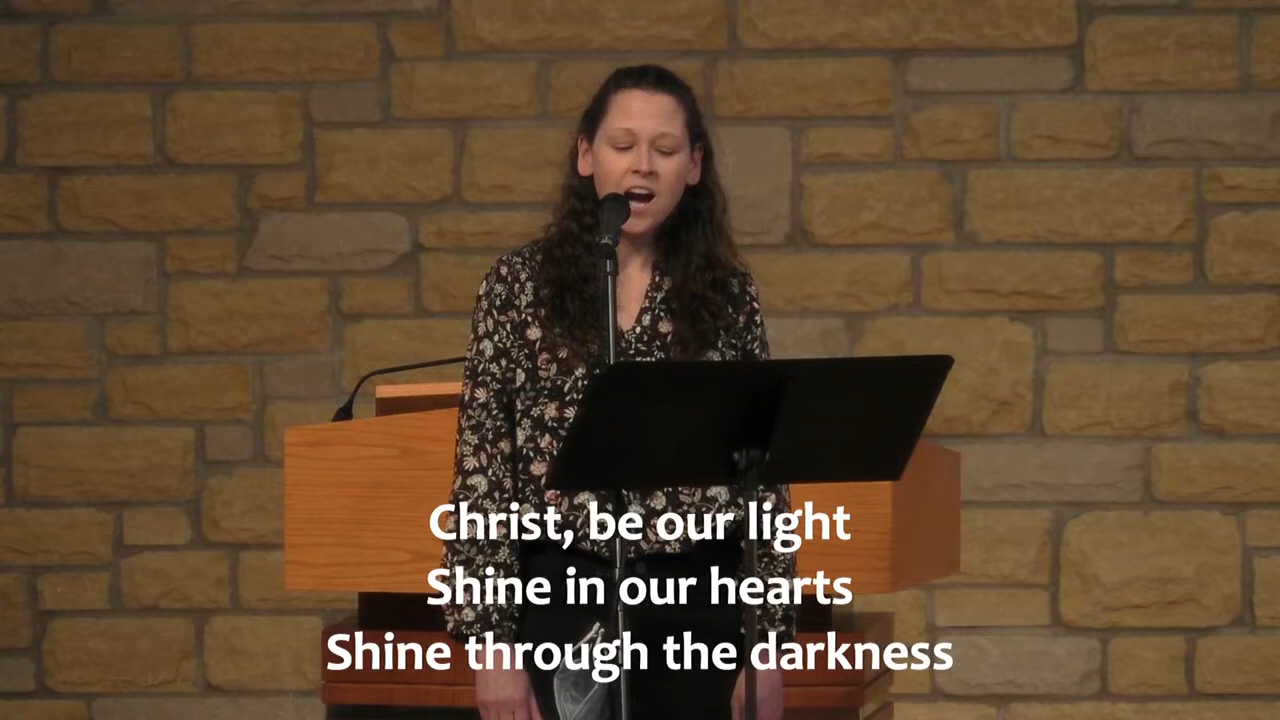 Christ, be our light
Shine in our hearts
Shine through the darkness